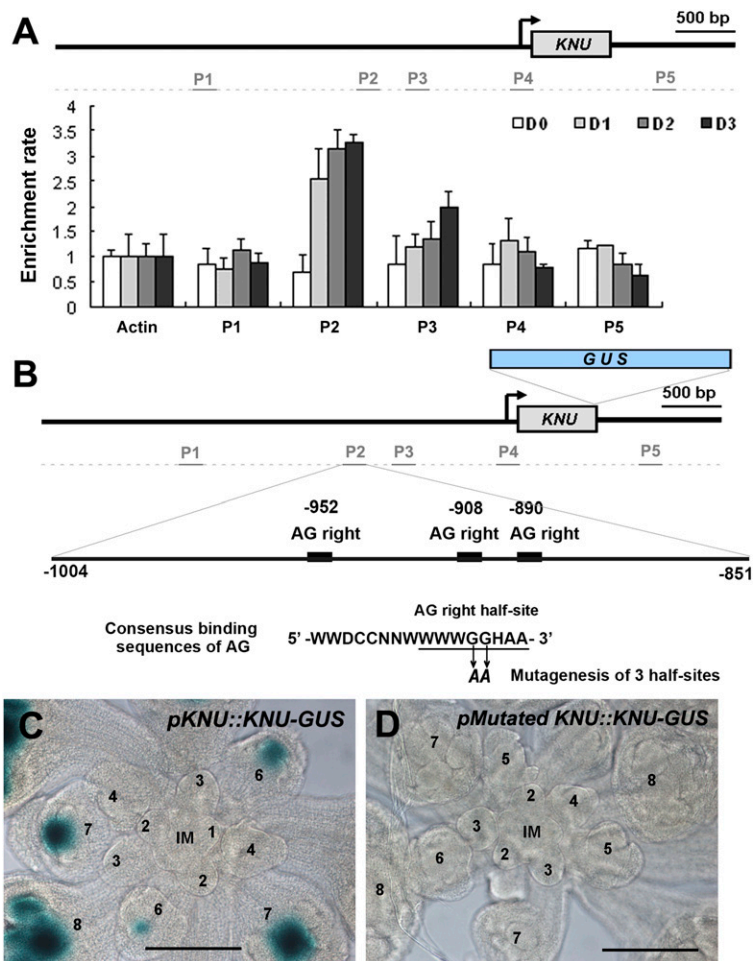 A
500 bp
KNU
P1 P2 P3 P4 P5
4
3.5
3
2.5
2
1.5
1
0.5
0
Enrichment rate
D0 D1 D2 D3
Actin P1 P2 P3 P4 P5
B
GUS
500 bp
KNU
P1 P2 P3 P4 P5
-952 -908 -890
AG right AG right AG right
-1004 -851
AG right half-site
Consensus binding
sequences of AG
5' -WWDCCNNWWWWGGHAA- 3'
AA Mutagenesis of 3 half-sites
C pKNU::KNU-GUS
3 6
4
7 2 IM 1
3 4
2
6 7
8
D pMutated KNU::KNU-GUS
7 5
8
2 4
3 IM
6 2 3 5
8
7